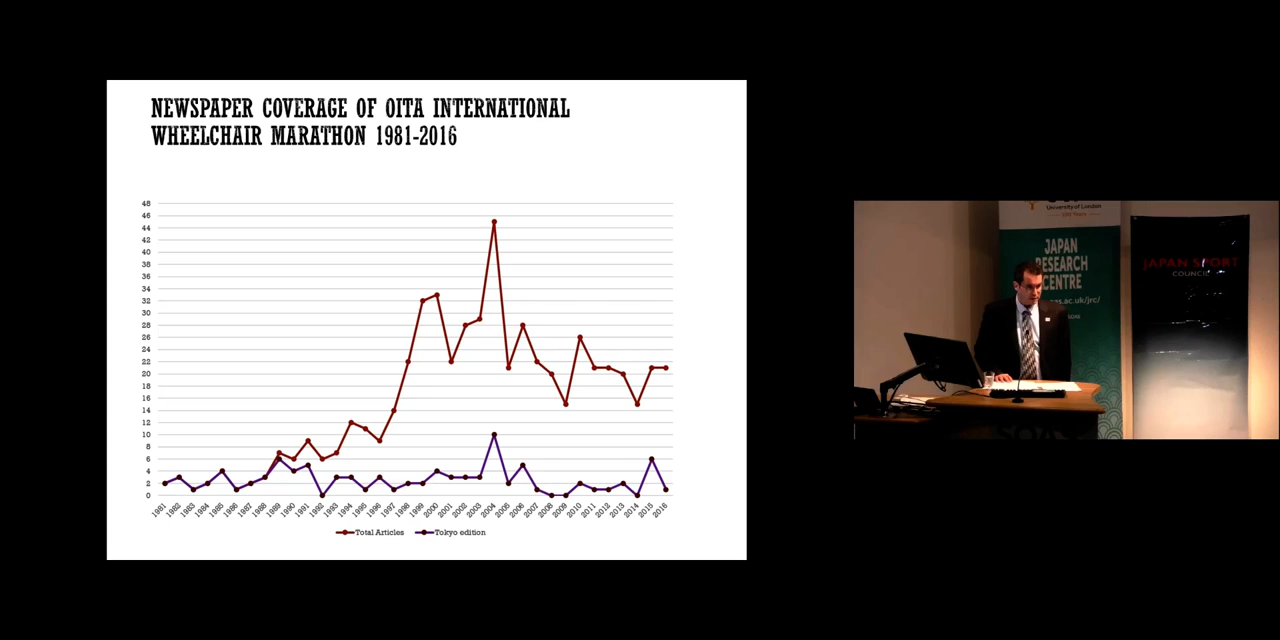 NEWSPAPER COVERAGE OF OITA INTERNATIONAL
WHEELCHAIR MARATHON 1981-2016
48
46
44
42
40
38
36
34
32
30
28
26
24
22
20
18
16
14
12
10
8
6
4
2
0
1981 1982 1983 1984 1985 1986 1987 1988 1989 1990 1991 1992 1993 1994 1995 1996 1997 1998 1999 2000 2001 2002 2003 2004 2005 2006 2007 2008 2009 2010 2011 2012 2013 2014 2015 2016
Total Articles Tokyo edition
University of London
JAPAN
RESEARCH
CENTRE
.ac.uk/jrc/
JAPAN SPORT
COUNCIL